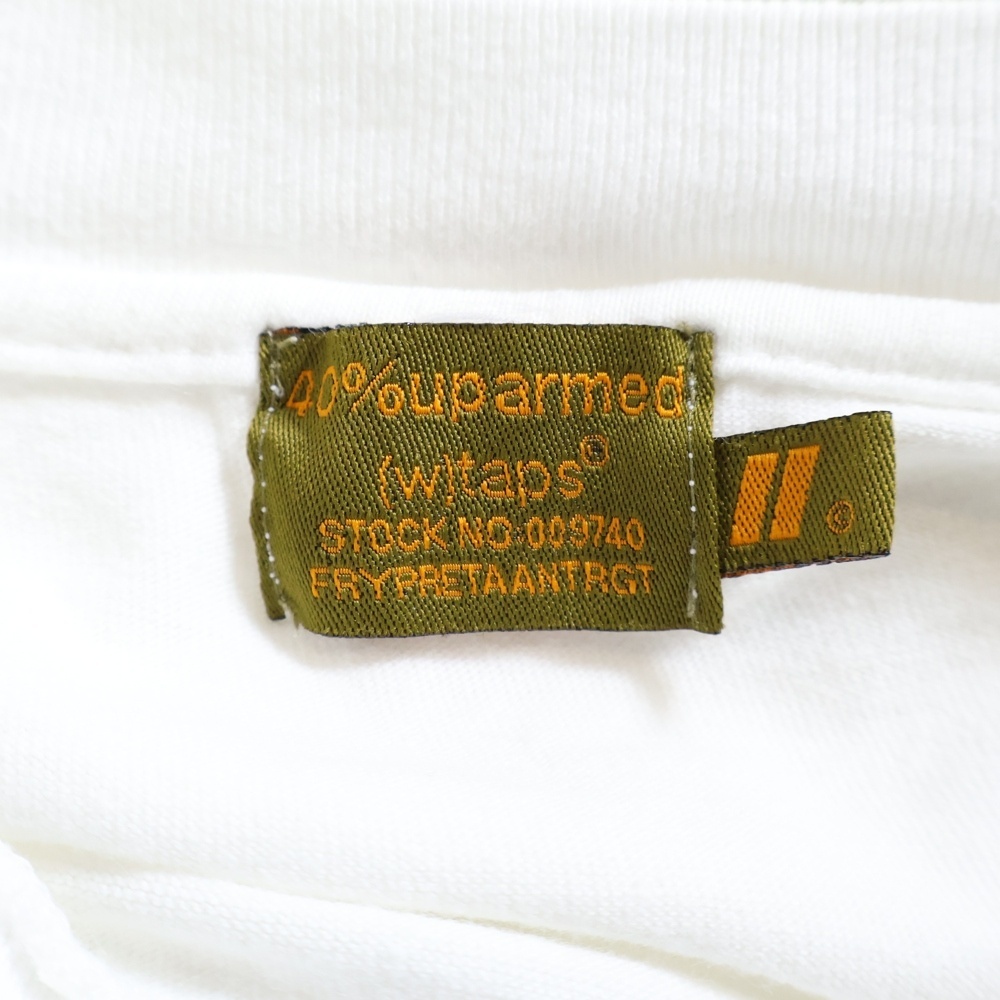 40%uparmed
(w)taps®
STOCK NO.009740
FRYPRETAANTRGT
©